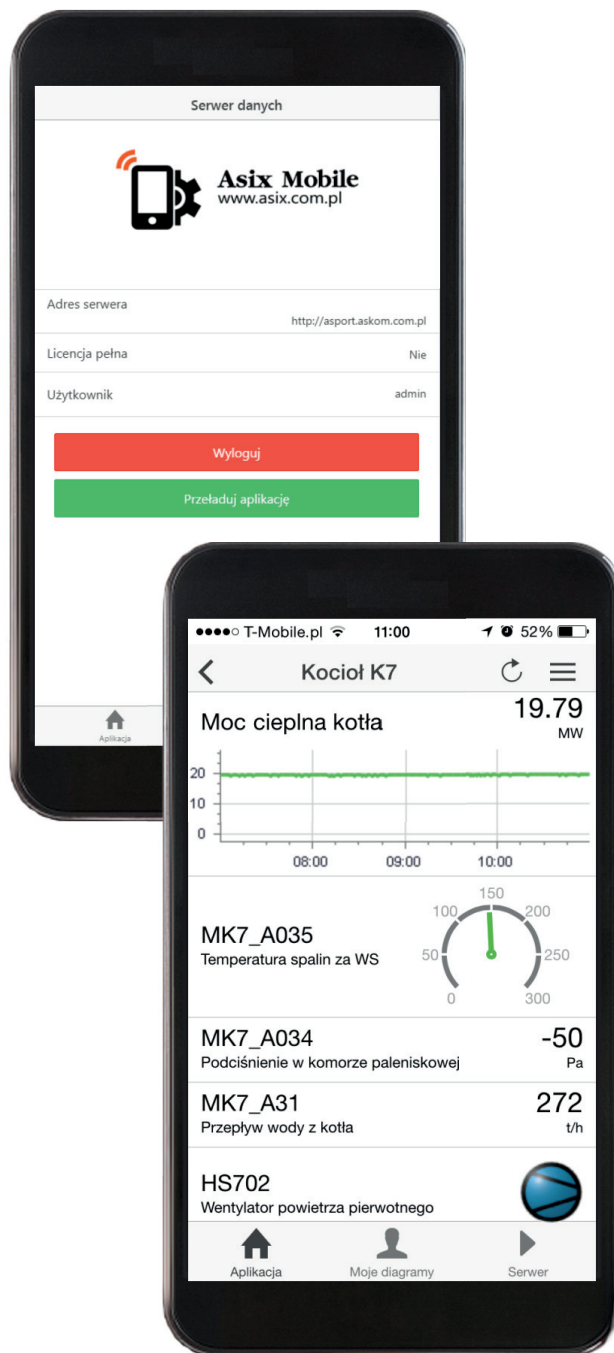 Serwer danych
Asix Mobile
www.asix.com.pl
Adres serwera
http://asport.askom.com.pl
Licencja pełna Nie
Użytkownik admin
Wyloguj
Przeładuj aplikację
Aplikacja
T-Mobile.pl 11:00 52%
Kocioł K7
Moc cieplna kotła 19.79
MW
20
10
0
08:00 09:00 10:00
MK7_A035
Temperatura spalin za WS
0 50 100 150 200 250 300
MK7_A034 -50
Podciśnienie w komorze paleniskowej Pa
MK7_A31 272
Przepływ wody z kotła t/h
HS702
Wentylator powietrza pierwotnego
Aplikacja Moje diagramy Serwer